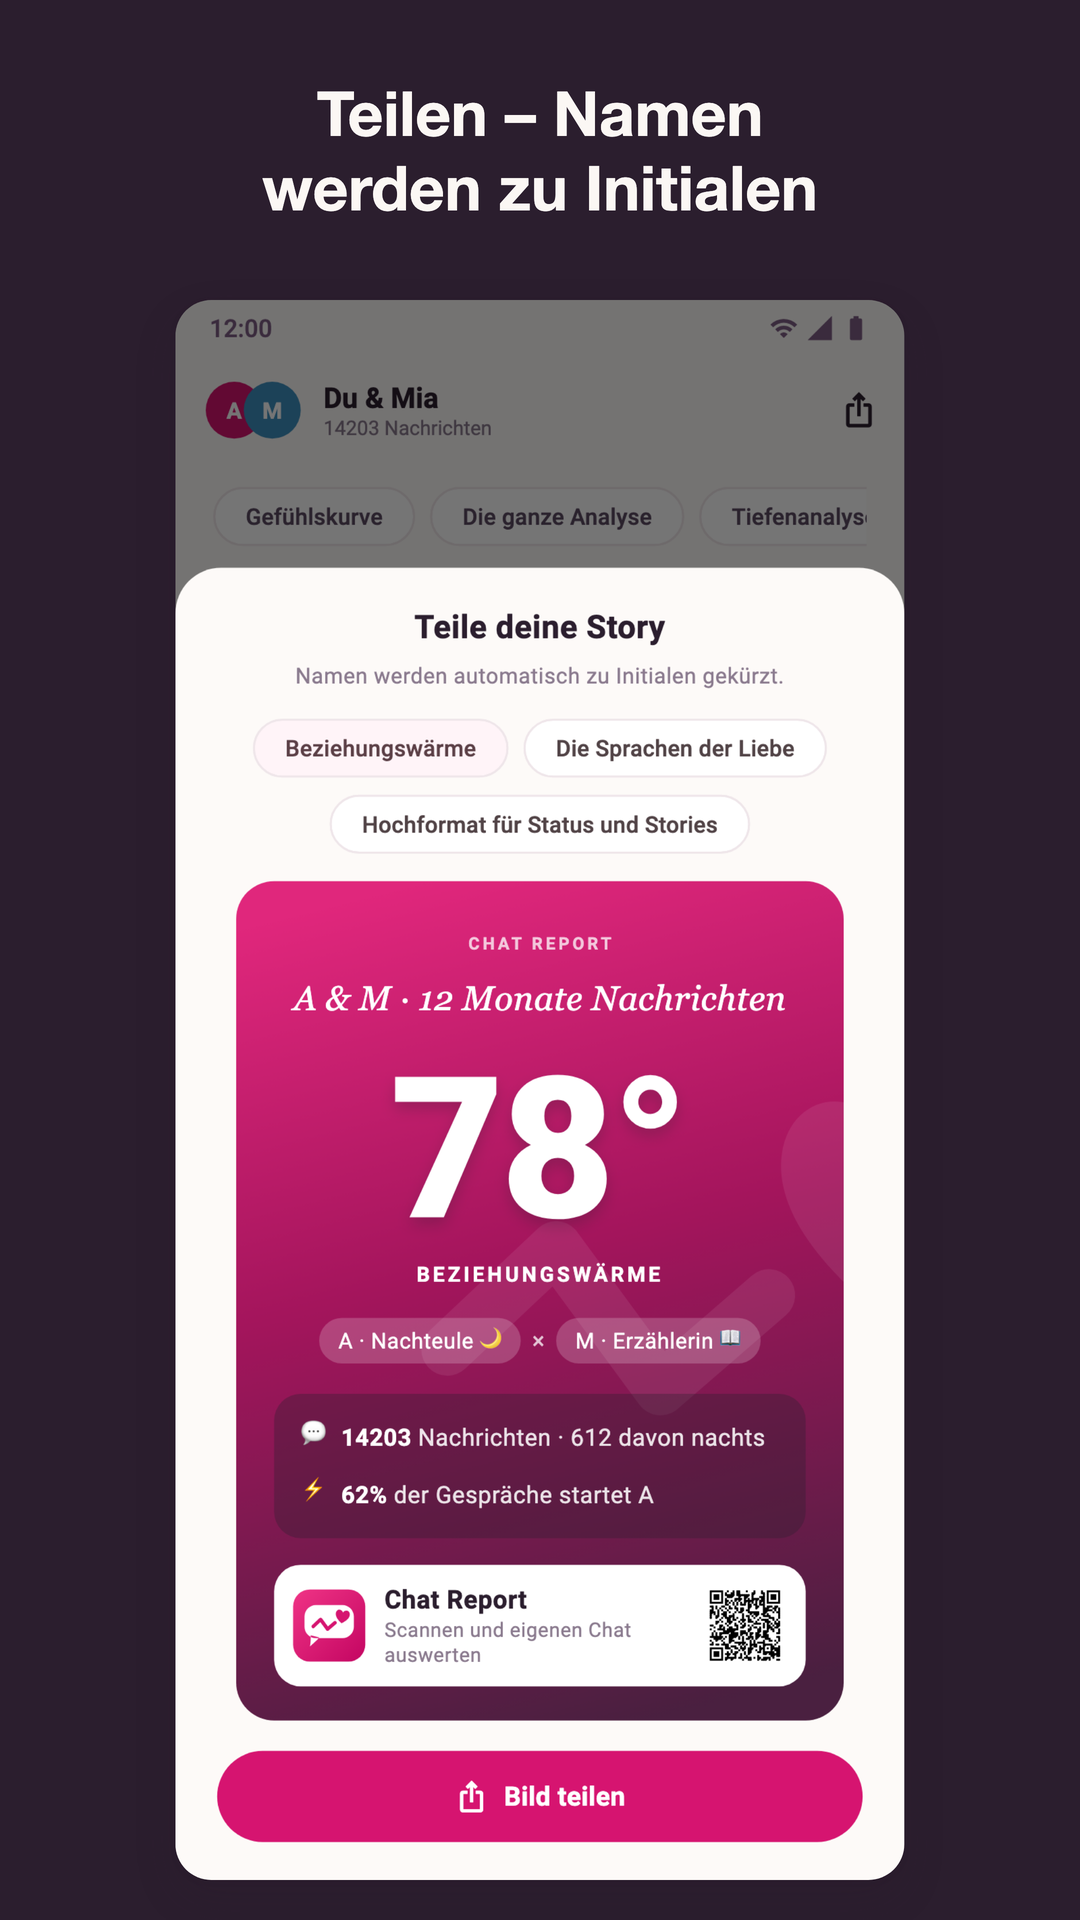 Teilen – Namen
werden zu Initialen
12:00
A M Du & Mia
14203 Nachrichten
Gefühlskurve Die ganze Analyse Tiefenanalys
Teile deine Story
Namen werden automatisch zu Initialen gekürzt.
Beziehungswärme Die Sprachen der Liebe
Hochformat für Status und Stories
CHAT REPORT
A & M · 12 Monate Nachrichten
78°
BEZIEHUNGSWÄRME
A · Nachteule 🌙 × M · Erzählerin 📖
💬 14203 Nachrichten · 612 davon nachts
⚡ 62% der Gespräche startet A
Chat Report
Scannen und eigenen Chat
auswerten
Bild teilen